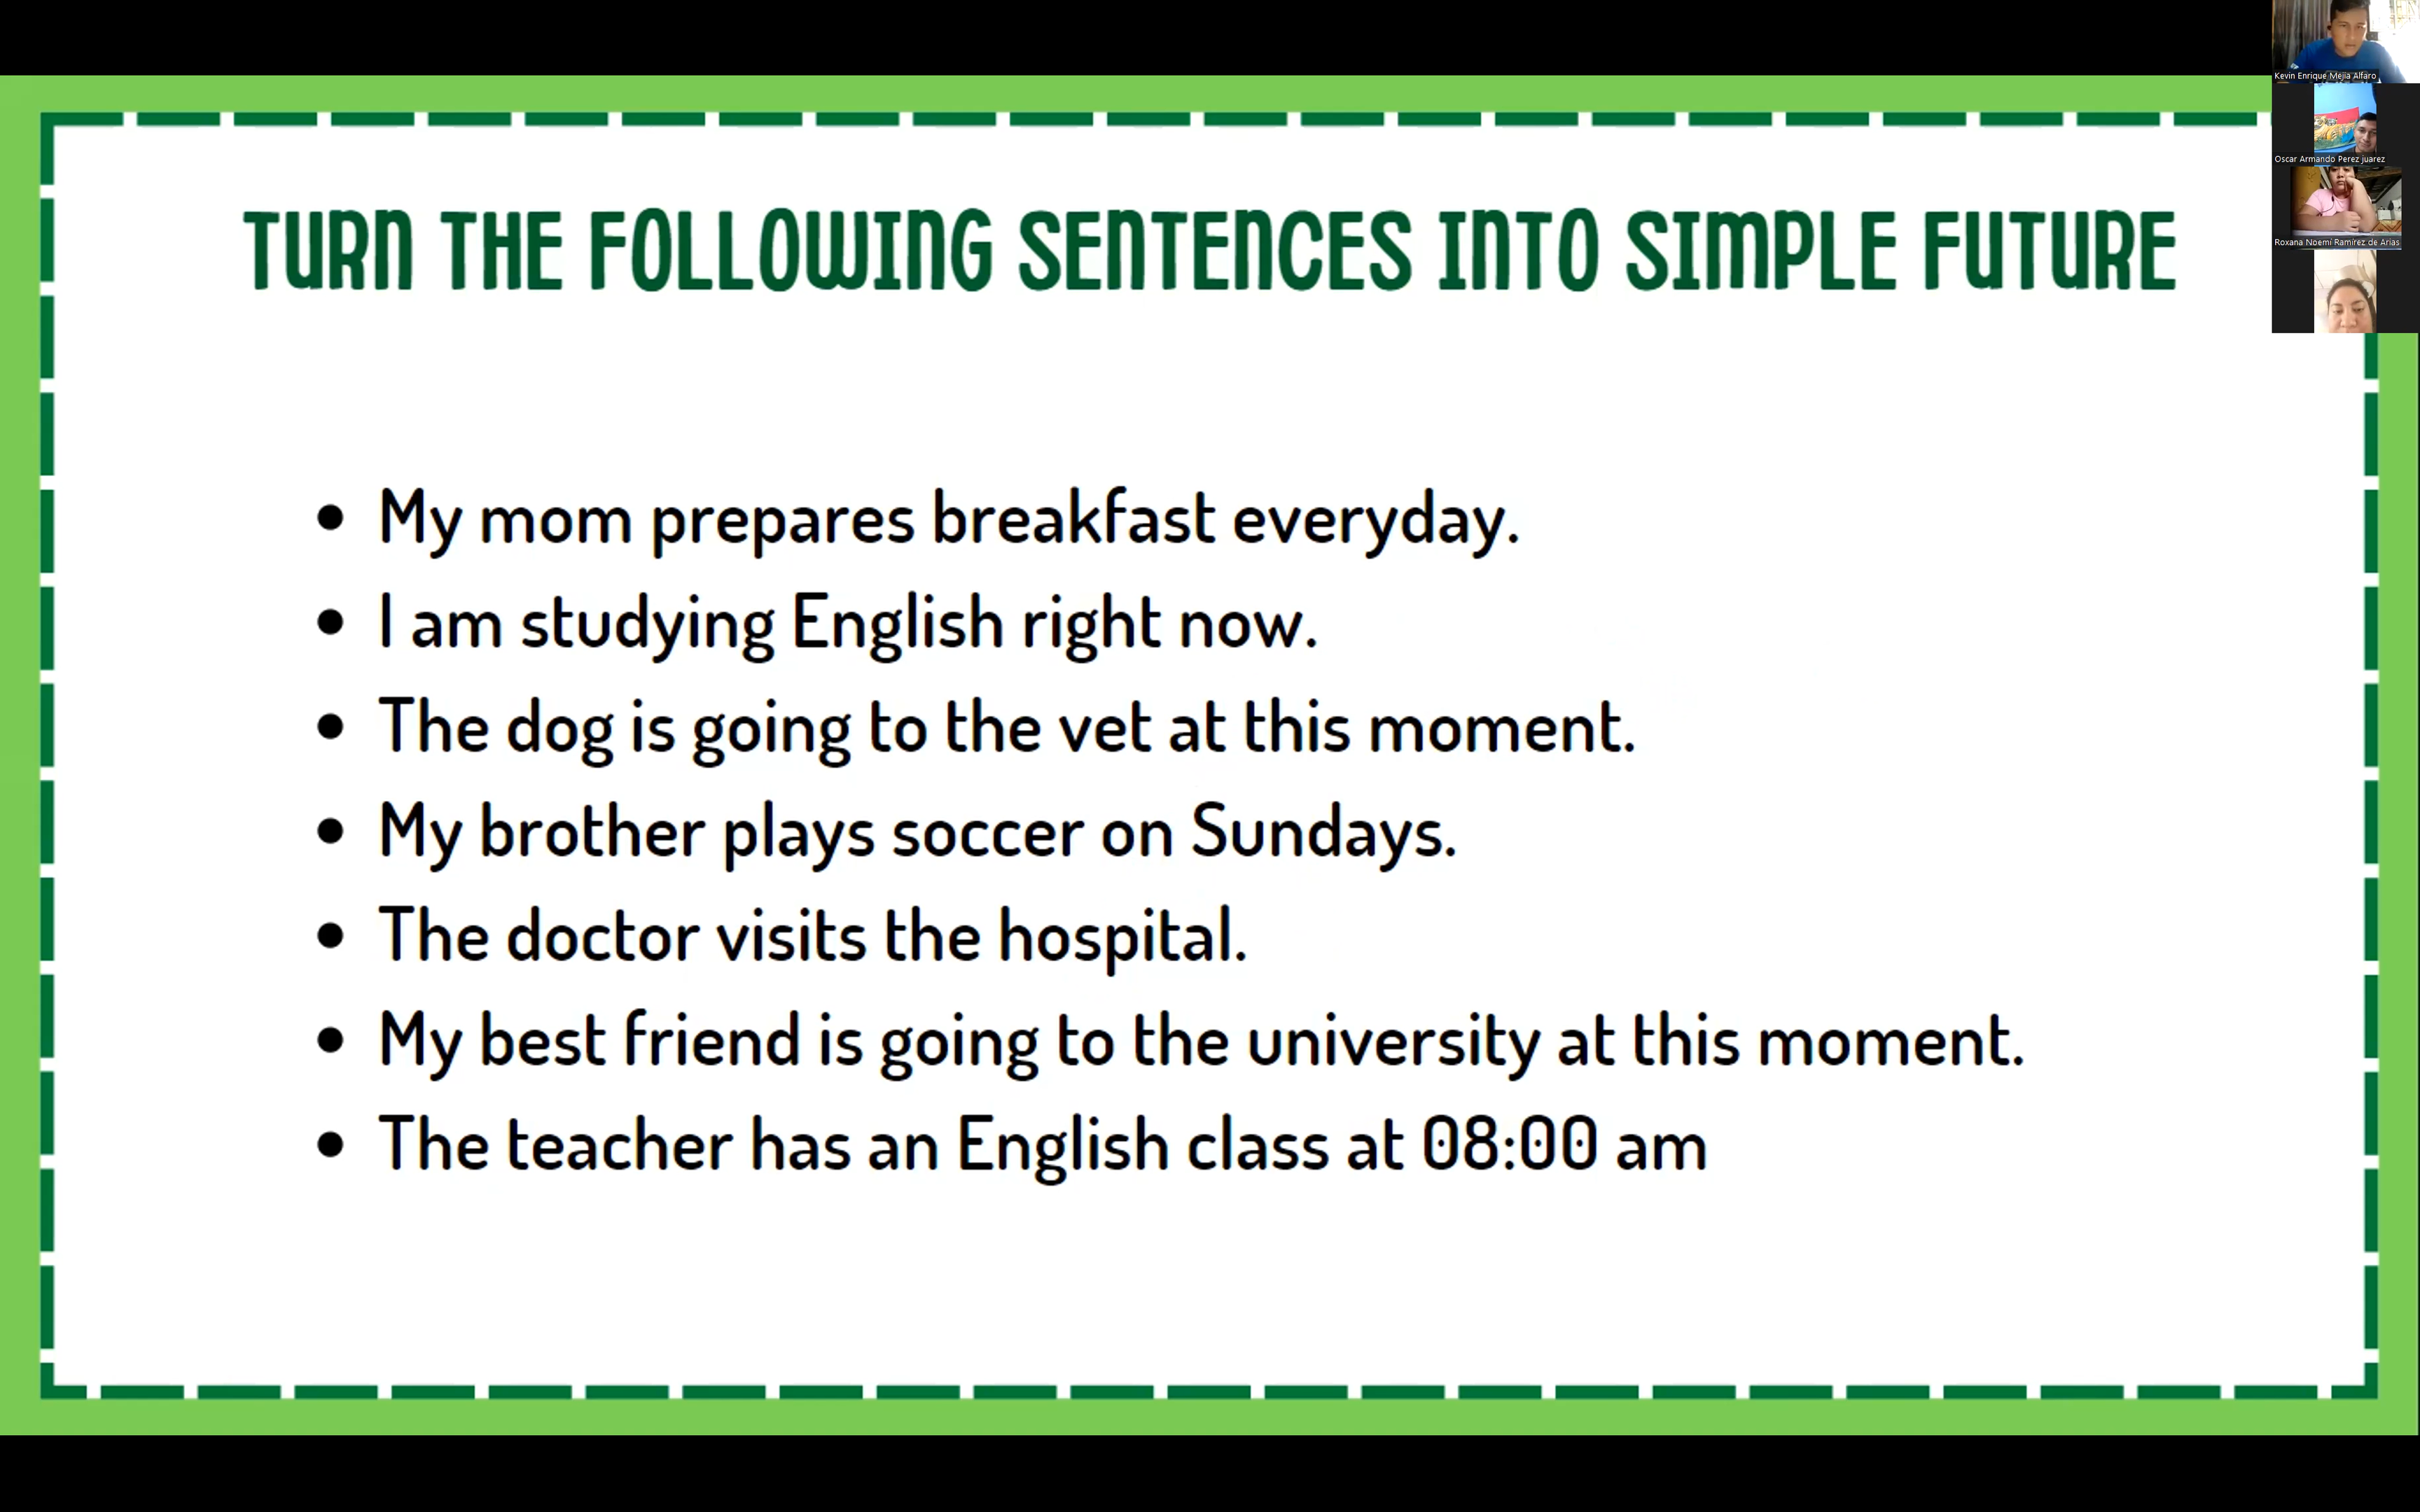 Kevin Enrique Mejia Alfaro
Oscar Armando Perez juarez
Roxana Noemí Ramírez de Arias
TURN THE FOLLOWING SENTENCES INTO SIMPLE FUTURE
• My mom prepares breakfast everyday.
• I am studying English right now.
• The dog is going to the vet at this moment.
• My brother plays soccer on Sundays.
• The doctor visits the hospital.
• My best friend is going to the university at this moment.
• The teacher has an English class at 08:00 am